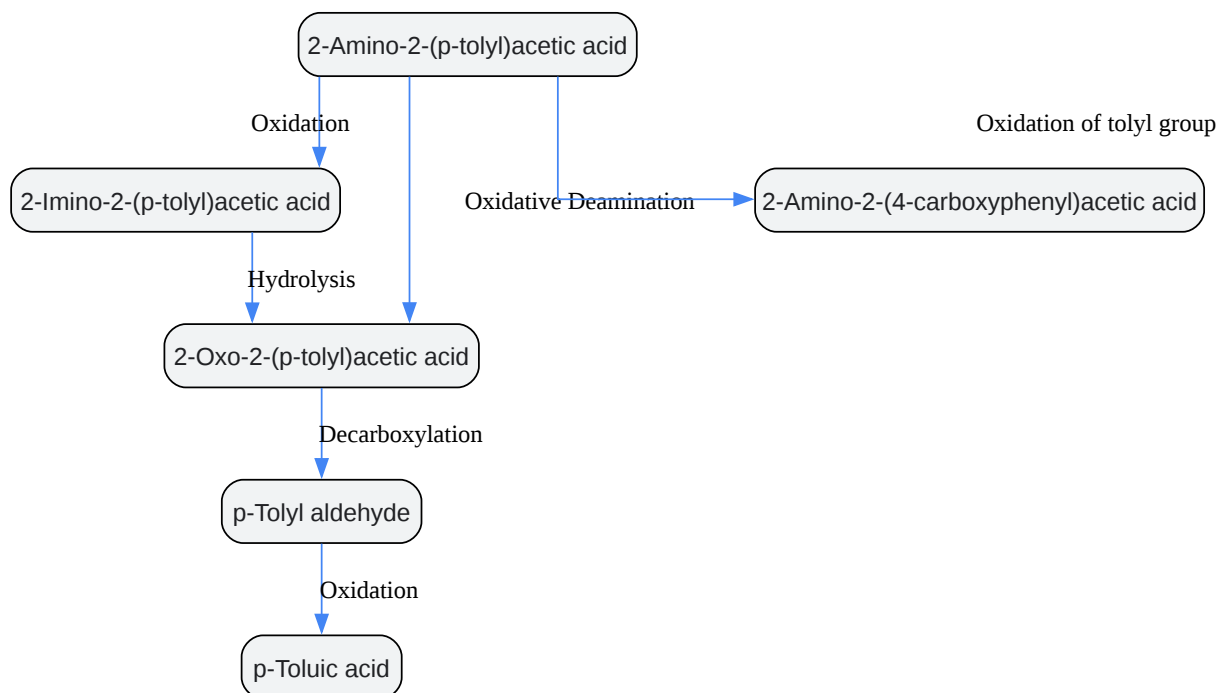 2-Amino-2-(p-tolyl)acetic acid
Oxidation
Oxidation of tolyl group
2-Imino-2-(p-tolyl)acetic acid
Oxidative Deamination
2-Amino-2-(4-carboxyphenyl)acetic acid
Hydrolysis
2-Oxo-2-(p-tolyl)acetic acid
Decarboxylation
p-Tolyl aldehyde
Oxidation
p-Toluic acid